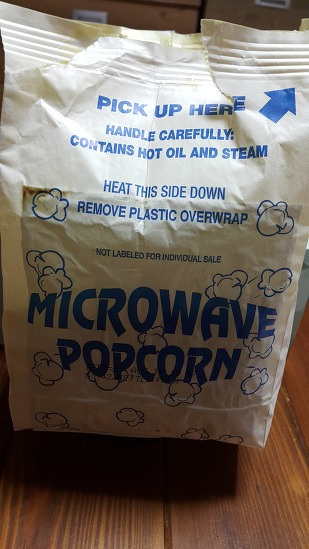 PICK UP HERE
HANDLE CAREFULLY:
CONTAINS HOT OIL AND STEAM
HEAT THIS SIDE DOWN
REMOVE PLASTIC OVERWRAP
NOT LABELED FOR INDIVIDUAL SALE
MICROWAVE
POPCORN